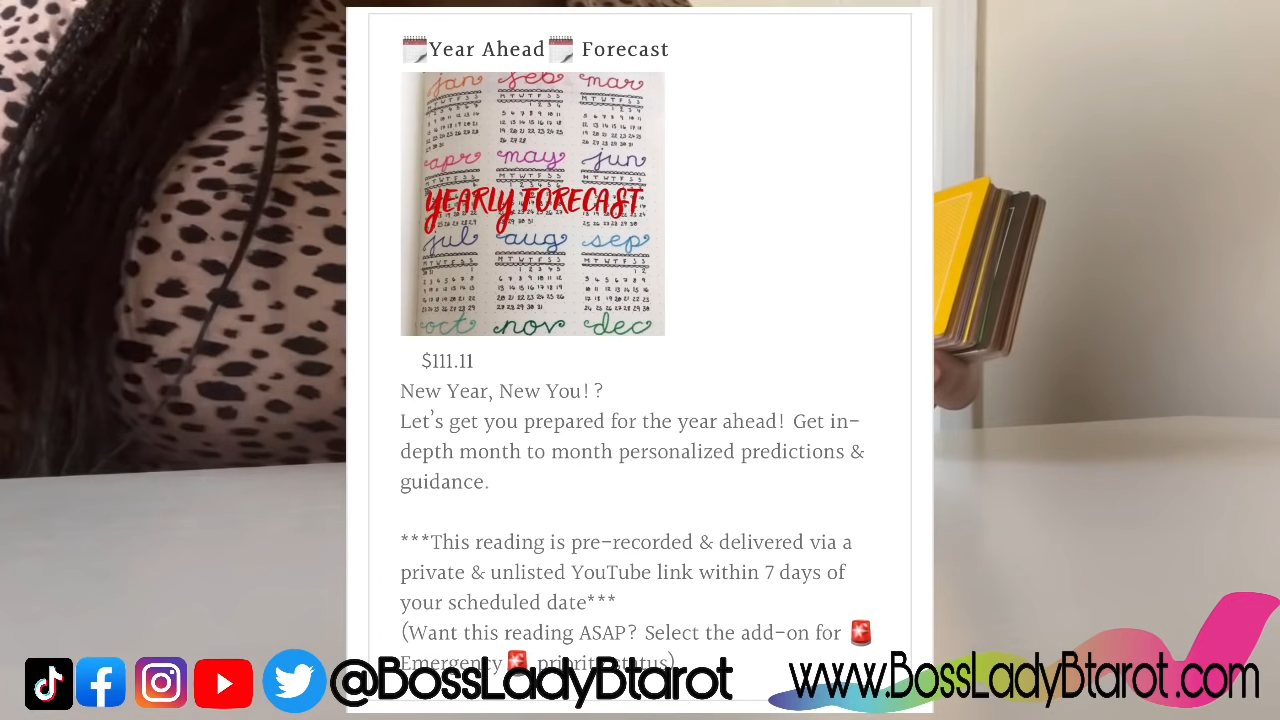 Year Ahead Forecast
jan feb mar
apr may jun
YEARLY FORECAST
jul aug sep
oct nov dec
$111.11
New Year, New You! ?
Let’s get you prepared for the year ahead! Get in-
depth month to month personalized predictions &
guidance.
***This reading is pre-recorded & delivered via a
private & unlisted YouTube link within 7 days of
your scheduled date***
(Want this reading ASAP? Select the add-on for
Emergency priority status)
@BossLadyBtarot
www.BossLadyBtarot.com